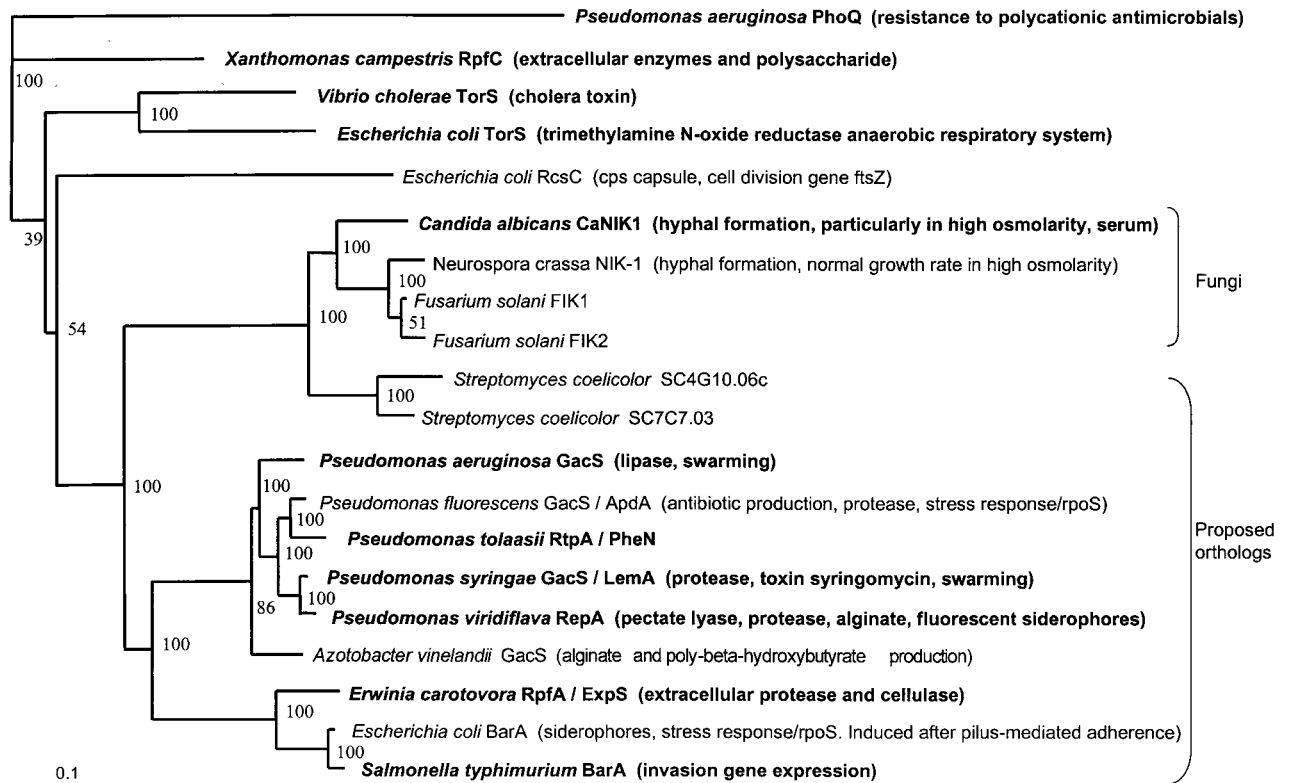 Pseudomonas aeruginosa PhoQ (resistance to polycationic antimicrobials)
Xanthomonas campestris RpfC (extracellular enzymes and polysaccharide)
100
Vibrio cholerae TorS (cholera toxin)
100
Escherichia coli TorS (trimethylamine N-oxide reductase anaerobic respiratory system)
Escherichia coli RcsC (cps capsule, cell division gene ftsZ)
39
Candida albicans CaNIK1 (hyphal formation, particularly in high osmolarity, serum)
100
Neurospora crassa NIK-1 (hyphal formation, normal growth rate in high osmolarity)
100
Fungi
Fusarium solani FIK1
100
51
54
Fusarium solani FIK2
Streptomyces coelicolor SC4G10.06c
100
Streptomyces coelicolor SC7C7.03
Pseudomonas aeruginosa GacS (lipase, swarming)
100
100
Pseudomonas fluorescens GacS / ApdA (antibiotic production, protease, stress response/rpoS)
100
Proposed
orthologs
Pseudomonas tolaasii RtpA / PheN
100
Pseudomonas syringae GacS / LemA (protease, toxin syringomycin, swarming)
100
86
Pseudomonas viridiflava RepA (pectate lyase, protease, alginate, fluorescent siderophores)
100
Azotobacter vinelandii GacS (alginate and poly-beta-hydroxybutyrate production)
Erwinia carotovora RpfA / ExpS (extracellular protease and cellulase)
100
Escherichia coli BarA (siderophores, stress response/rpoS. Induced after pilus-mediated adherence)
100
Salmonella typhimurium BarA (invasion gene expression)
0.1